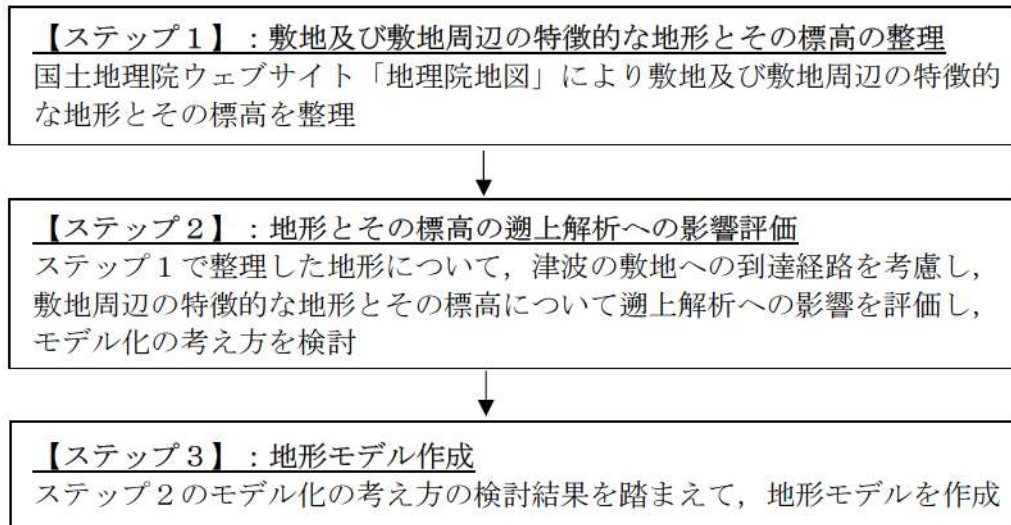 【ステップ1】:敷地及び敷地周辺の特徴的な地形とその標高の整理
国土地理院ウェブサイト「地理院地図」により敷地及び敷地周辺の特徴的
な地形とその標高を整理
【ステップ2】:地形とその標高の遡上解析への影響評価
ステップ1で整理した地形について,津波の敷地への到達経路を考慮し,
敷地周辺の特徴的な地形とその標高について遡上解析への影響を評価し,
モデル化の考え方を検討
【ステップ3】:地形モデル作成
ステップ2のモデル化の考え方の検討結果を踏まえて,地形モデルを作成